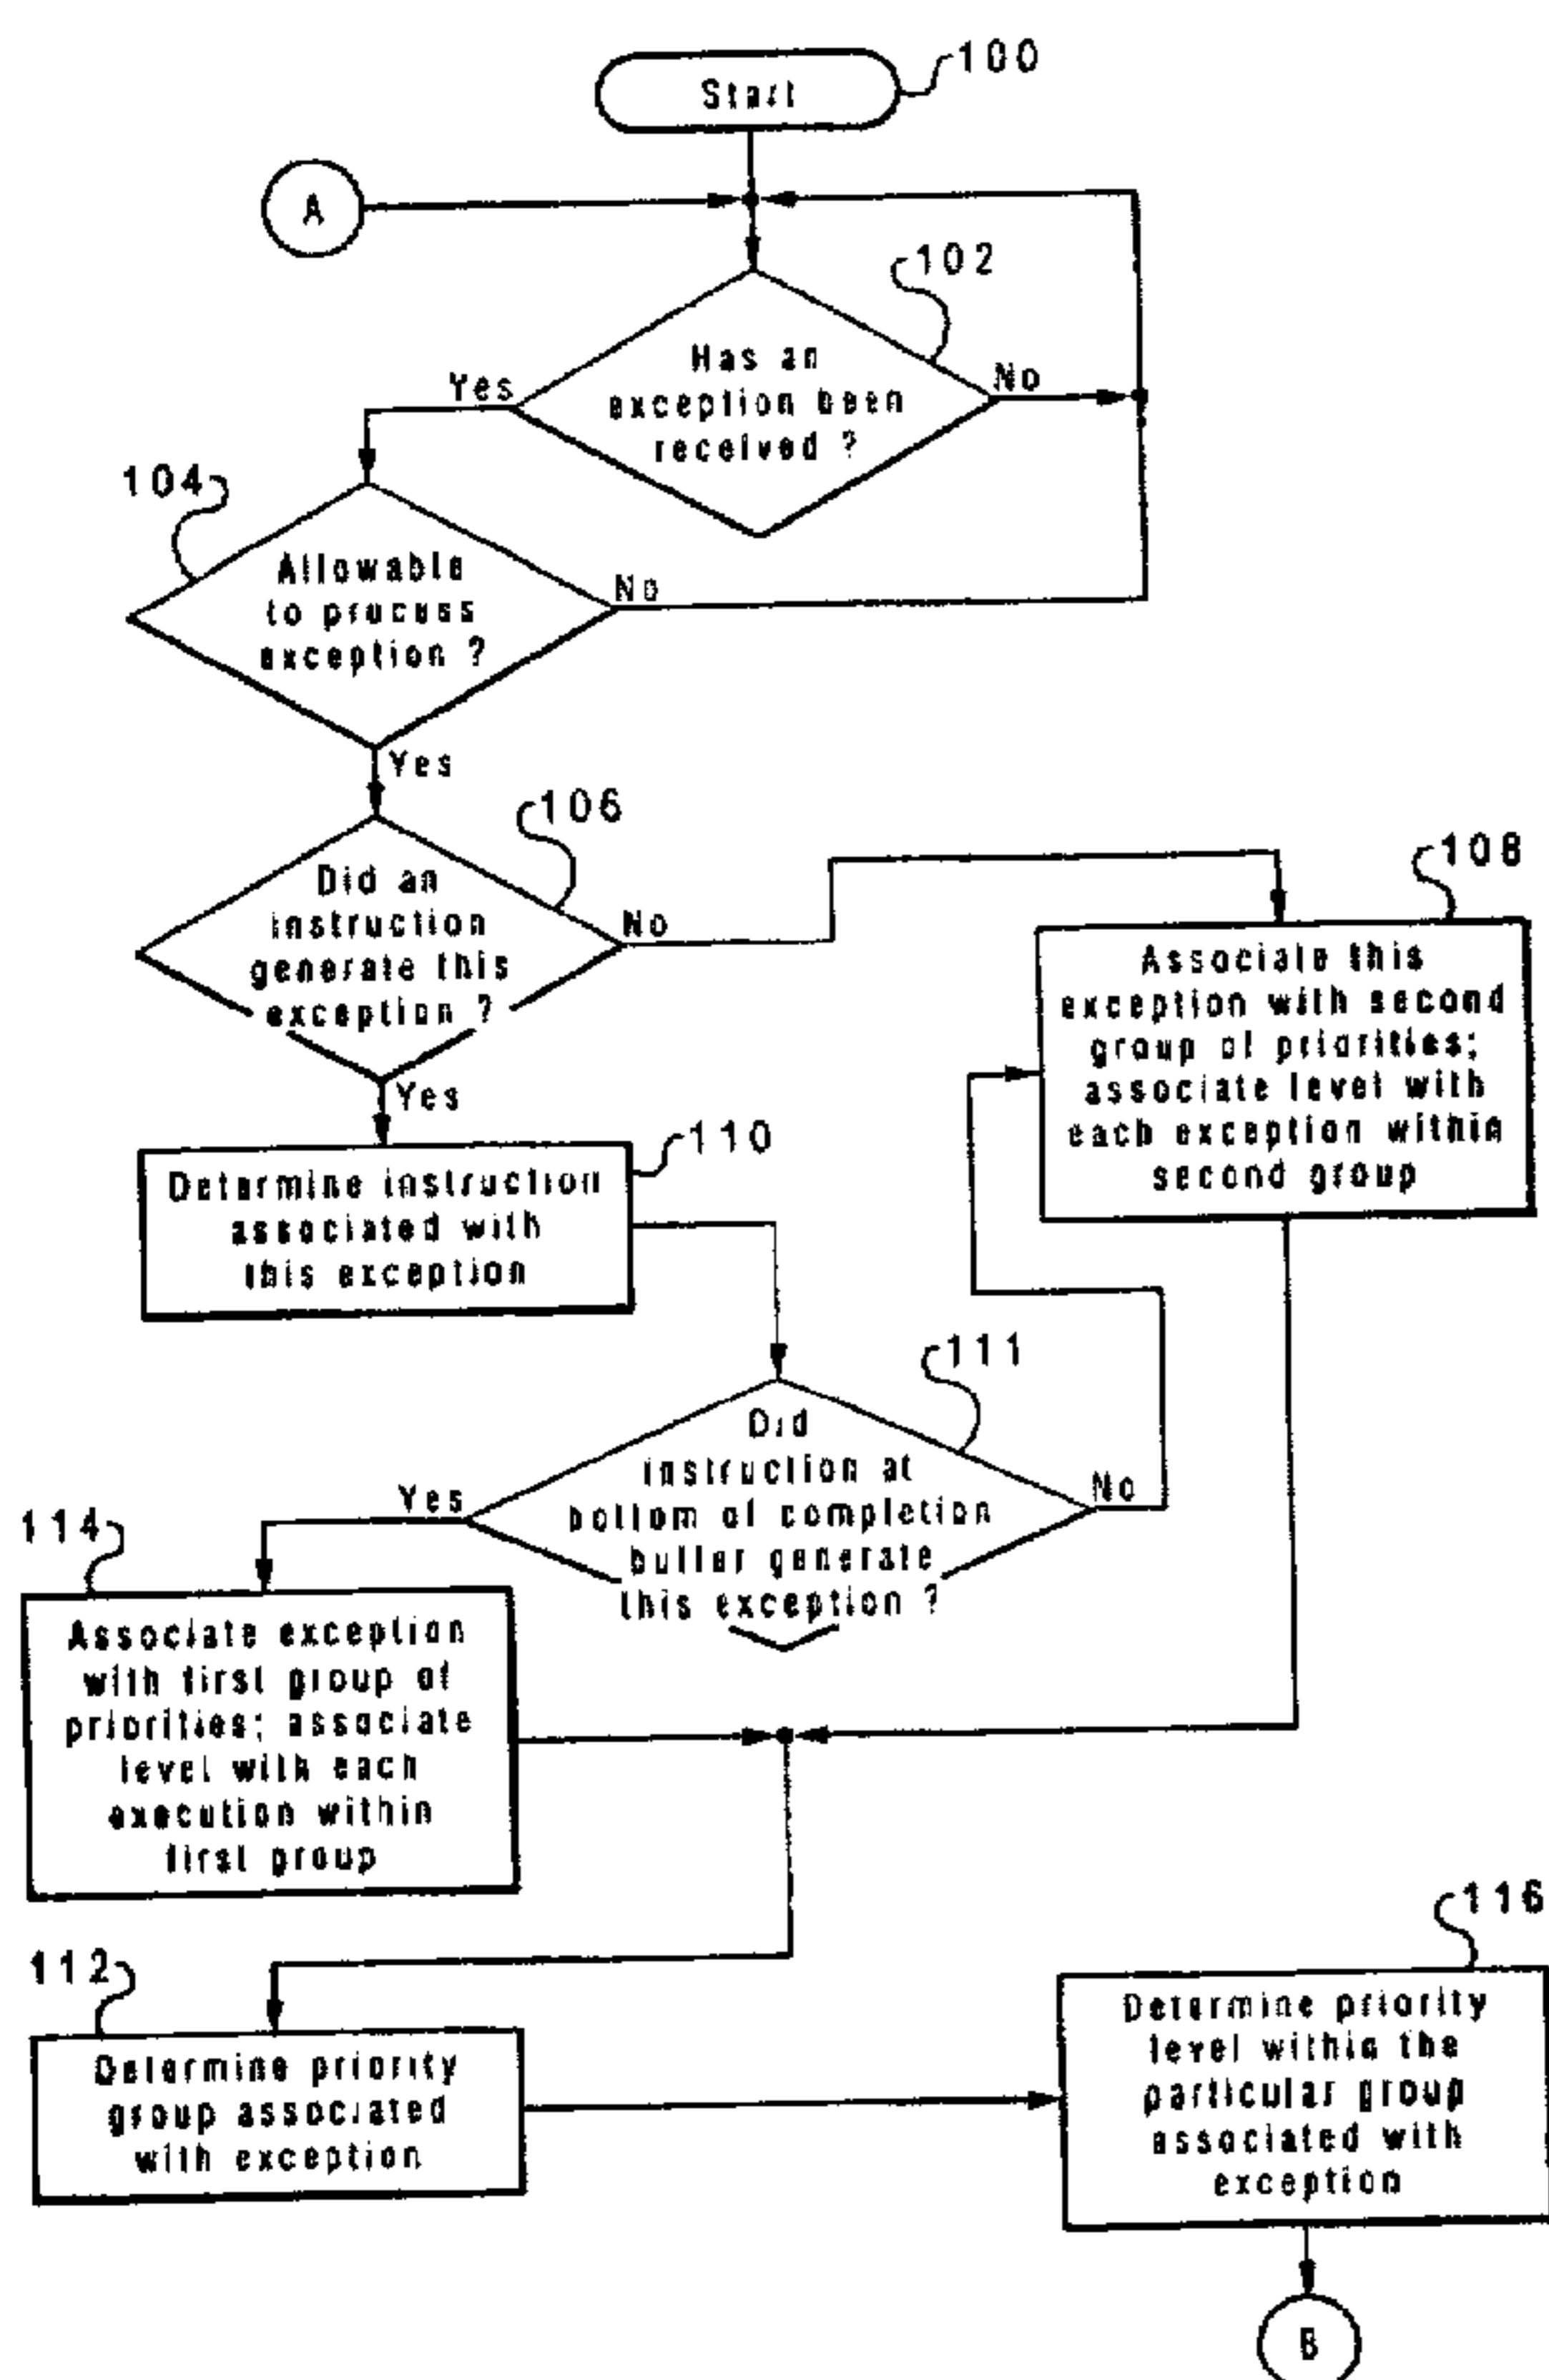 Start
100
A
102
Has an
exception been
received ?
Yes
No
104
Allowable
to process
exception ?
No
Yes
106
Did an
instruction
generate this
exception ?
No
Yes
108
Associate this
exception with second
group of priorities;
associate level with
each exception within
second group
110
Determine instruction
associated with
this exception
111
Did
instruction at
bottom of completion
buffer generate
this exception ?
Yes
No
114
Associate exception
with first group of
priorities; associate
level with each
execution within
first group
112
Determine priority
group associated
with exception
116
Determine priority
level within the
particular group
associated with
exception
B